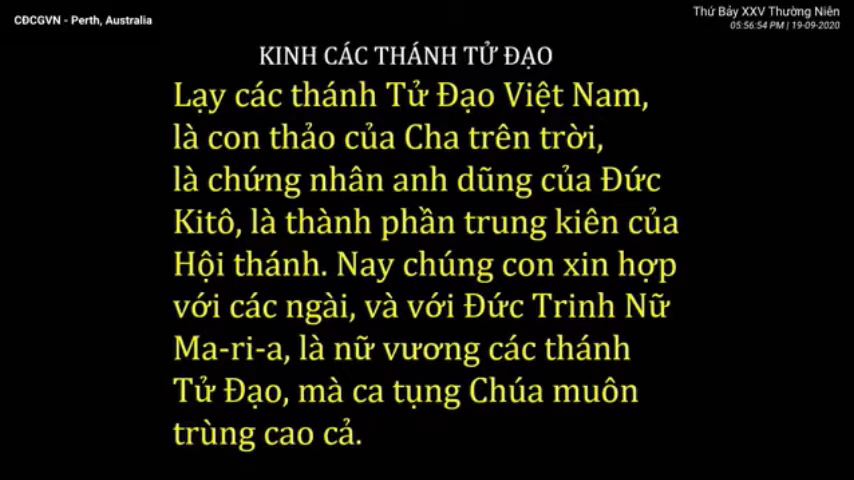 CĐCGVN - Perth, Australia
Thứ Bảy XXV Thường Niên
05:56:54 PM | 19-09-2020
KINH CÁC THÁNH TỬ ĐẠO
Lạy các thánh Tử Đạo Việt Nam,
là con thảo của Cha trên trời,
là chứng nhân anh dũng của Đức
Kitô, là thành phần trung kiên của
Hội thánh. Nay chúng con xin hợp
với các ngài, và với Đức Trinh Nữ
Ma-ri-a, là nữ vương các thánh
Tử Đạo, mà ca tụng Chúa muôn
trùng cao cả.